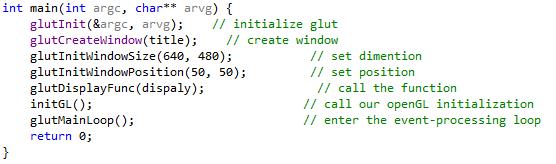 int main(int argc, char** arvg) {
glutInit(&argc, arvg); // initialize glut
glutCreateWindow(title); // create window
glutInitWindowSize(640, 480); // set dimention
glutInitWindowPosition(50, 50); // set position
glutDisplayFunc(dispaly); // call the function
initGL(); // call our openGL initialization
glutMainLoop(); // enter the event-processing loop
return 0;
}